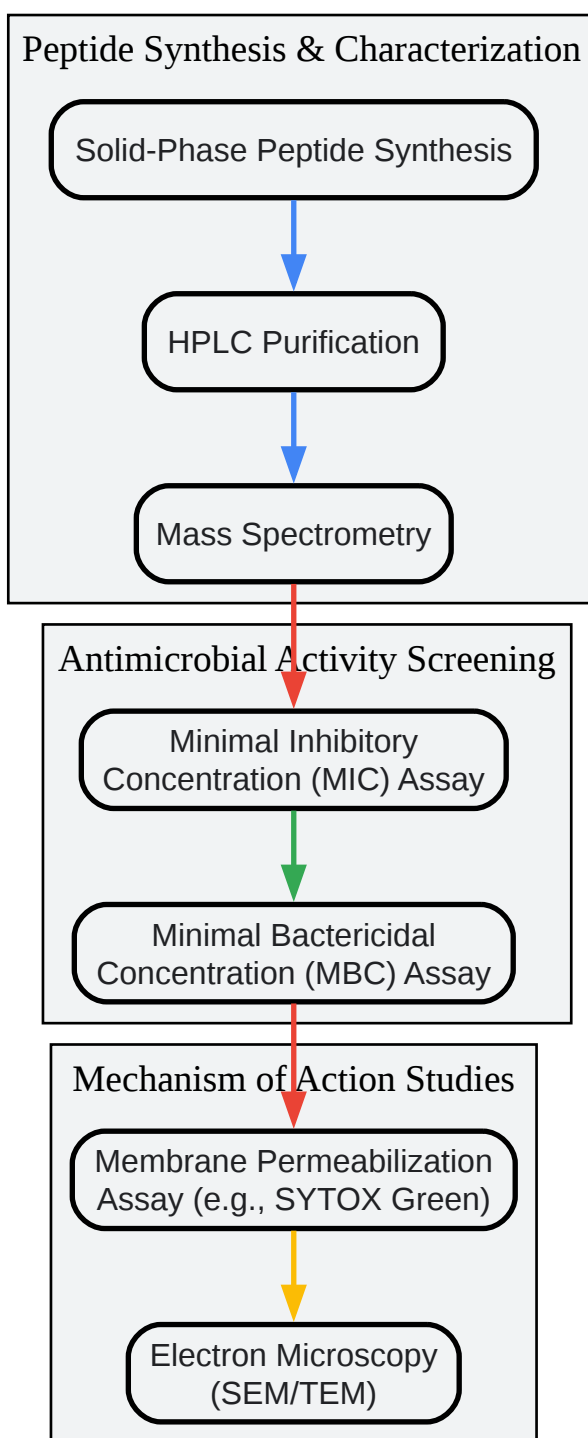 Peptide Synthesis & Characterization
Solid-Phase Peptide Synthesis
HPLC Purification
Mass Spectrometry
Antimicrobial Activity Screening
Minimal Inhibitory
Concentration (MIC) Assay
Minimal Bactericidal
Concentration (MBC) Assay
Mechanism of Action Studies
Membrane Permeabilization
Assay (e.g., SYTOX Green)
Electron Microscopy
(SEM/TEM)